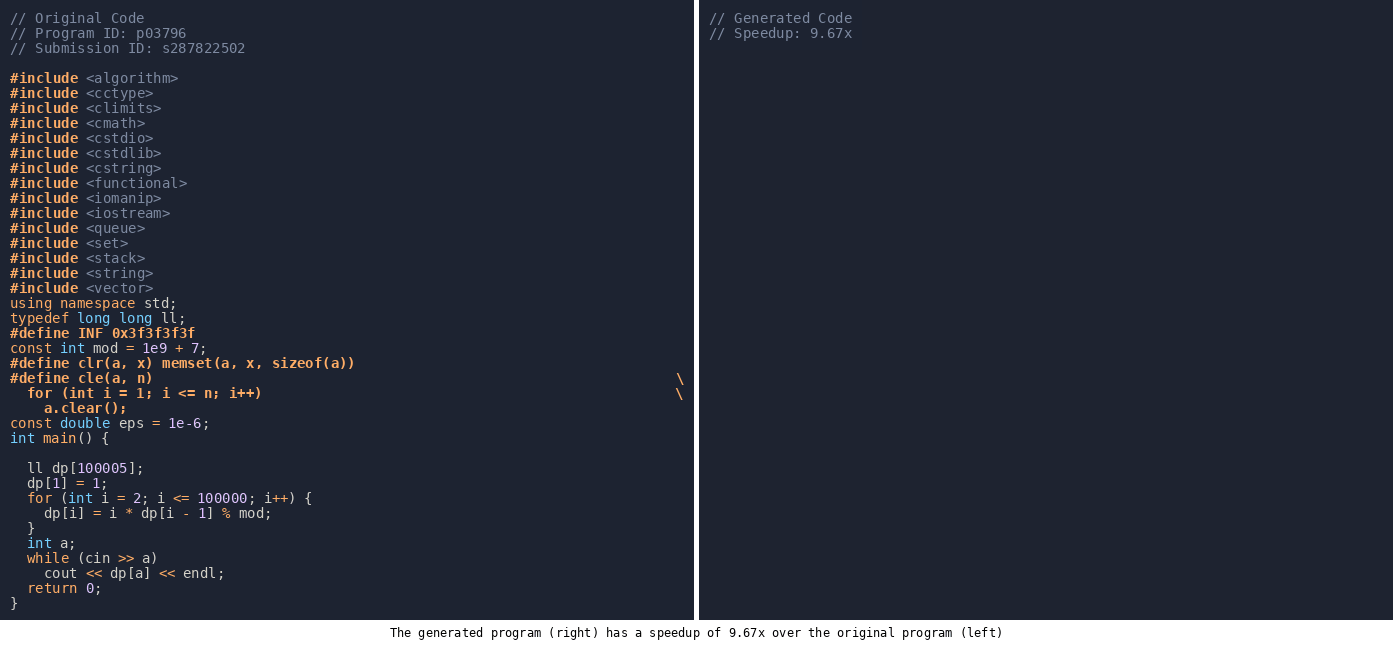 // Original Code
// Program ID: p03796
// Submission ID: s287822502
#include <algorithm>
#include <cctype>
#include <climits>
#include <cmath>
#include <cstdio>
#include <cstdlib>
#include <cstring>
#include <functional>
#include <iomanip>
#include <iostream>
#include <queue>
#include <set>
#include <stack>
#include <string>
#include <vector>
using namespace std;
typedef long long ll;
#define INF 0x3f3f3f3f
const int mod = 1e9 + 7;
#define clr(a, x) memset(a, x, sizeof(a))
#define cle(a, n) \
  for (int i = 1; i <= n; i++) \
    a.clear();
const double eps = 1e-6;
int main() {
  ll dp[100005];
  dp[1] = 1;
  for (int i = 2; i <= 100000; i++) {
    dp[i] = i * dp[i - 1] % mod;
  }
  int a;
  while (cin >> a)
    cout << dp[a] << endl;
  return 0;
}
// Generated Code
// Speedup: 9.67x
The generated program (right) has a speedup of 9.67x over the original program (left)